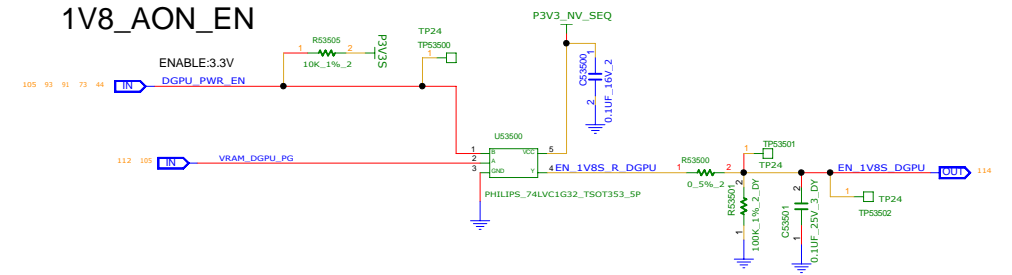 1V8_AON_EN
P3V3_NV_SEQ
R53505
1 2
10K_1%_2
P3V3S
TP24
TP53500
1
1
C53500
2
0.1UF_16V_2
ENABLE:3.3V
105 93 91 73 44 IN DGPU_PWR_EN
U53500
1 B VCC 5
112 105 IN VRAM_DGPU_PG 2 A
3 GND Y 4 EN_1V8S_R_DGPU
PHILIPS_74LVC1G32_TSOT353_5P
R53500
1 2
0_5%_2
1 TP53501
TP24
EN_1V8S_DGPU OUT 114
2
R53501
1
100K_1%_2_DY
2
C53501
1
0.1UF_25V_3_DY
1
TP24
TP53502